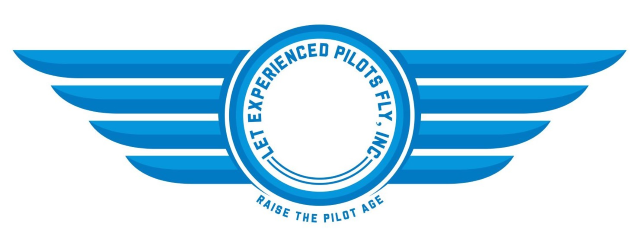 LET EXPERIENCED PILOTS FLY, INC
RAISE THE PILOT AGE